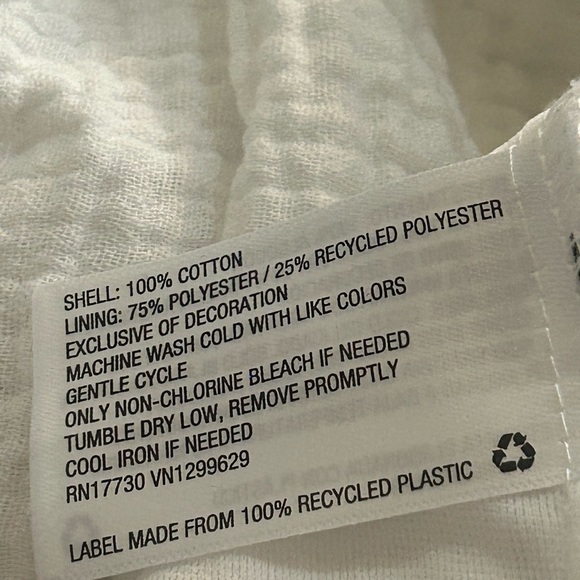 SHELL: 100% COTTON
LINING: 75% POLYESTER / 25% RECYCLED POLYESTER
EXCLUSIVE OF DECORATION
MACHINE WASH COLD WITH LIKE COLORS
GENTLE CYCLE
ONLY NON-CHLORINE BLEACH IF NEEDED
TUMBLE DRY LOW, REMOVE PROMPTLY
COOL IRON IF NEEDED
RN17730 VN1299629
LABEL MADE FROM 100% RECYCLED PLASTIC